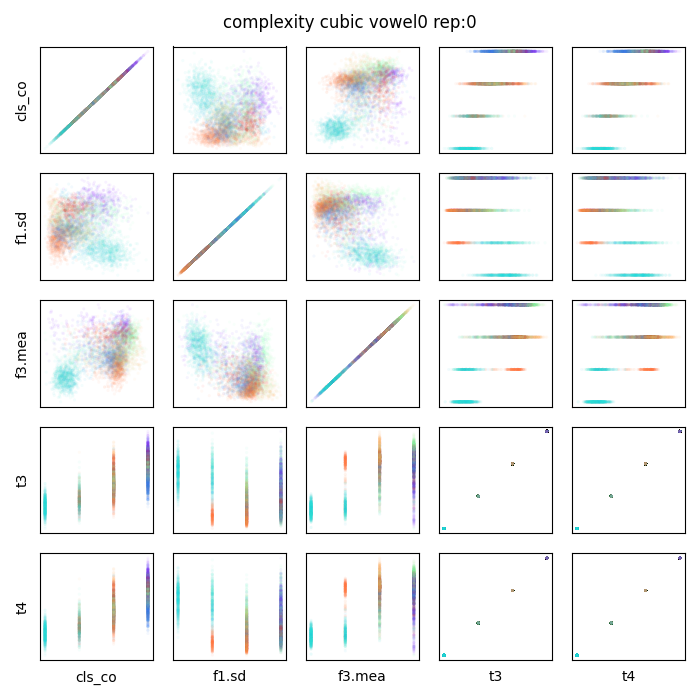 complexity cubic vowel0 rep:0
cls_co
f1.sd
f3.mea
t3
t4
cls_co
f1.sd
f3.mea
t3
t4